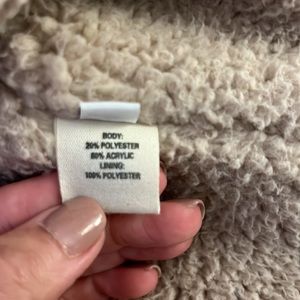 BODY:
20% POLYESTER
80% ACRYLIC
LINING:
100% POLYESTER